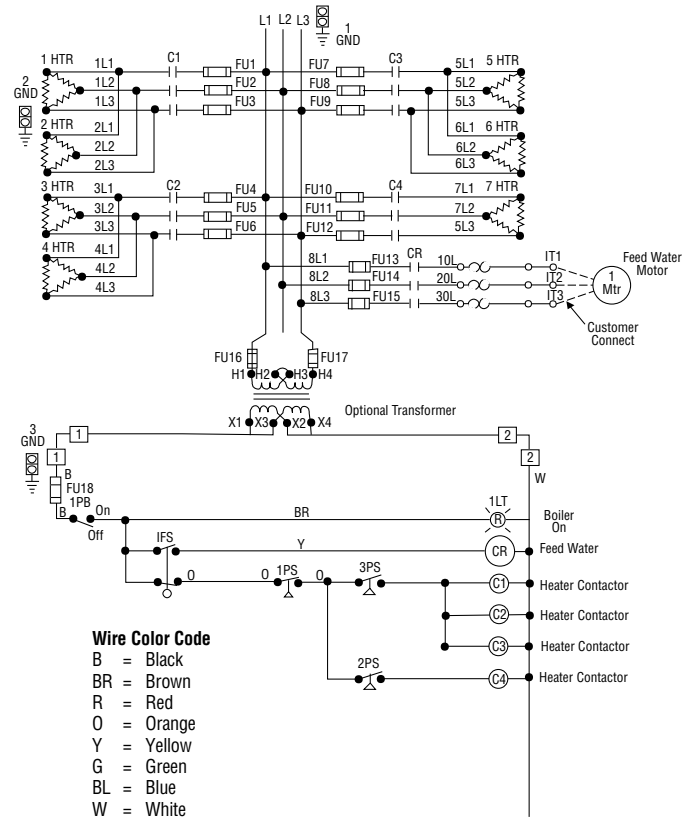 L1 L2 L3 1
GND
1 HTR 1L1 C1 FU1 FU7 C3 5L1 5 HTR
2
GND 1L2 FU2 FU8 5L2
1L3 FU3 FU9 5L3
2 HTR 2L1 6L1 6 HTR
2L2 6L2
2L3 6L3
3 HTR 3L1 C2 FU4 FU10 C4 7L1 7 HTR
3L2 FU5 FU11 7L2
3L3 FU6 FU12 5L3
4 HTR 4L1 8L1 FU13 CR 10L IT1 Feed Water
Motor
4L2 8L2 FU14 20L IT2 1
Mtr
4L3 8L3 FU15 30L IT3
Customer
Connect
FU16 FU17
H1 H2 H3 H4
Optional Transformer
X1 X3 X2 X4
3
GND 1 2
1 2
B W
FU18
1PB
B On
Off
BR 1LT
R Boiler
On
IFS Y CR Feed Water
O O 1PS O 3PS C1 Heater Contactor
C2 Heater Contactor
C3 Heater Contactor
2PS C4 Heater Contactor
Wire Color Code
B = Black
BR = Brown
R = Red
O = Orange
Y = Yellow
G = Green
BL = Blue
W = White